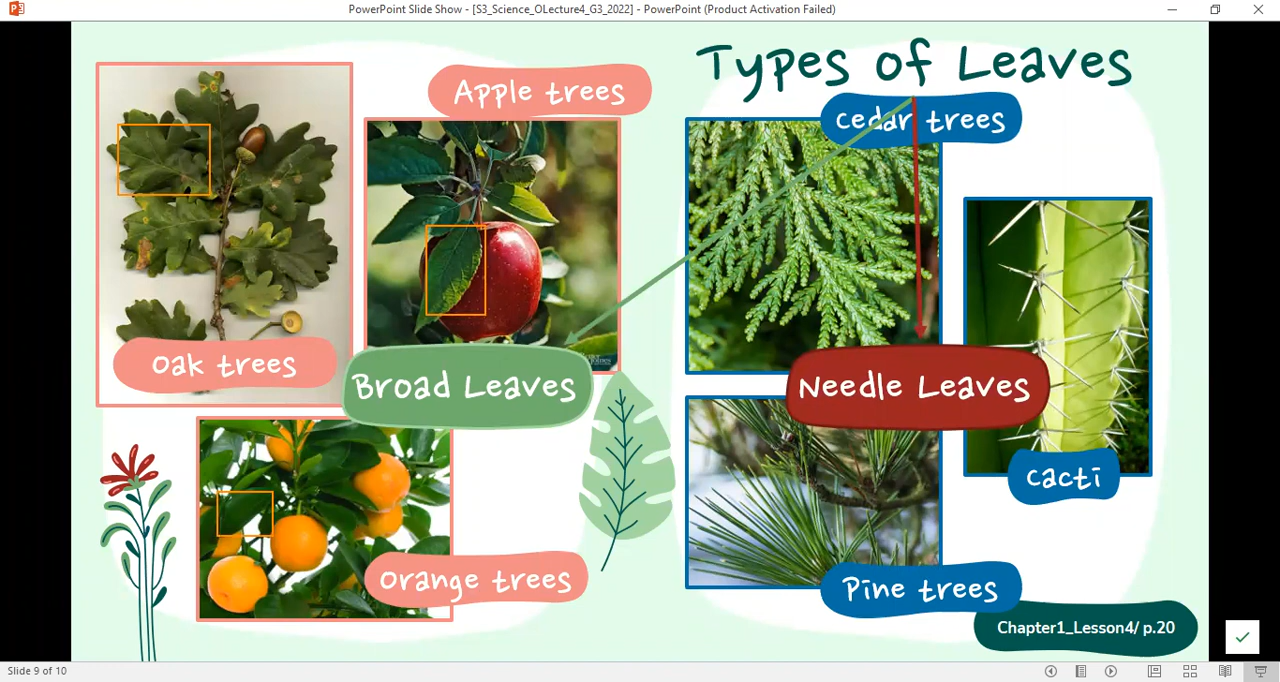 PowerPoint Slide Show - [S3_Science_OLecture4_G3_2022] - PowerPoint (Product Activation Failed)
Types of Leaves
Apple trees
Oak trees
Broad Leaves
Orange trees
cedar trees
Needle Leaves
cacti
Pine trees
Chapter1_Lesson4/ p.20
Slide 9 of 10